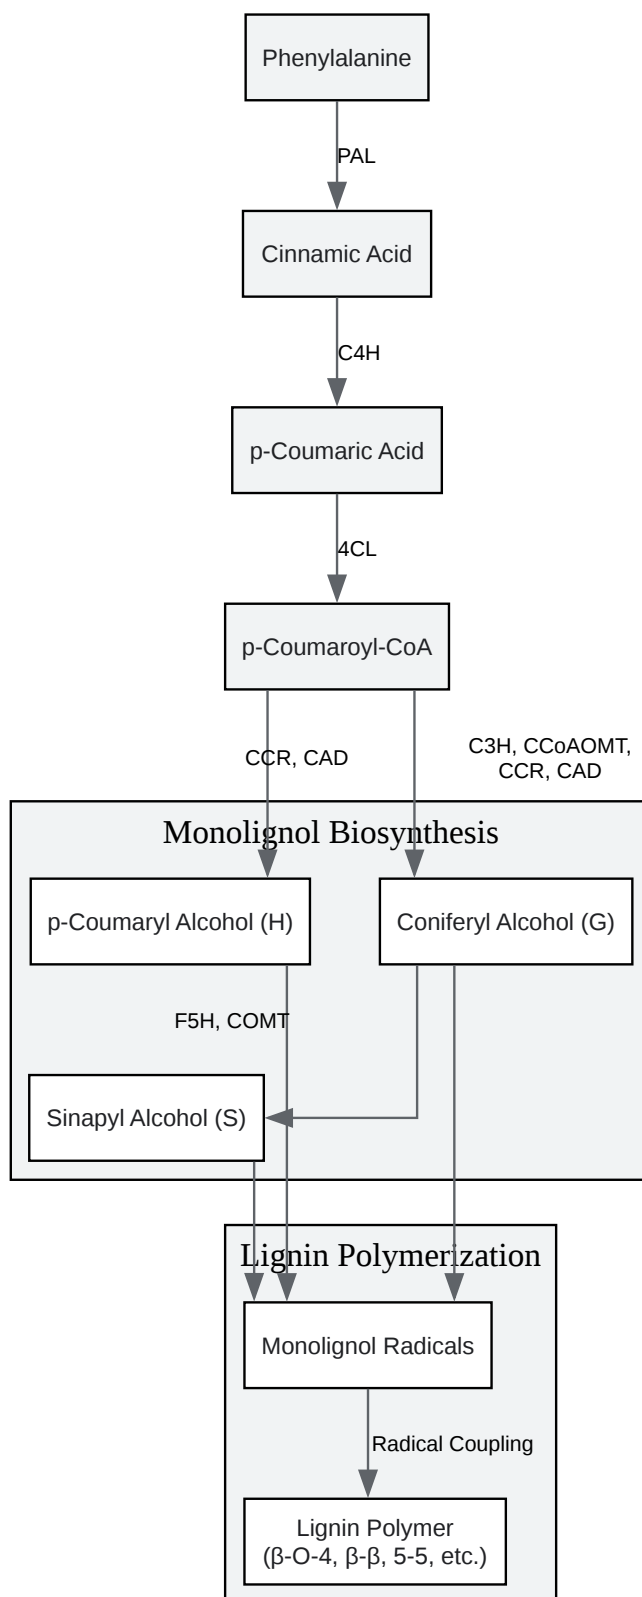 Phenylalanine
PAL
Cinnamic Acid
C4H
p-Coumaric Acid
4CL
p-Coumaroyl-CoA
CCR, CAD
C3H, CCoAOMT,
CCR, CAD
Monolignol Biosynthesis
p-Coumaryl Alcohol (H)
Coniferyl Alcohol (G)
F5H, COMT
Sinapyl Alcohol (S)
Lignin Polymerization
Monolignol Radicals
Radical Coupling
Lignin Polymer
(β-O-4, β-β, 5-5, etc.)